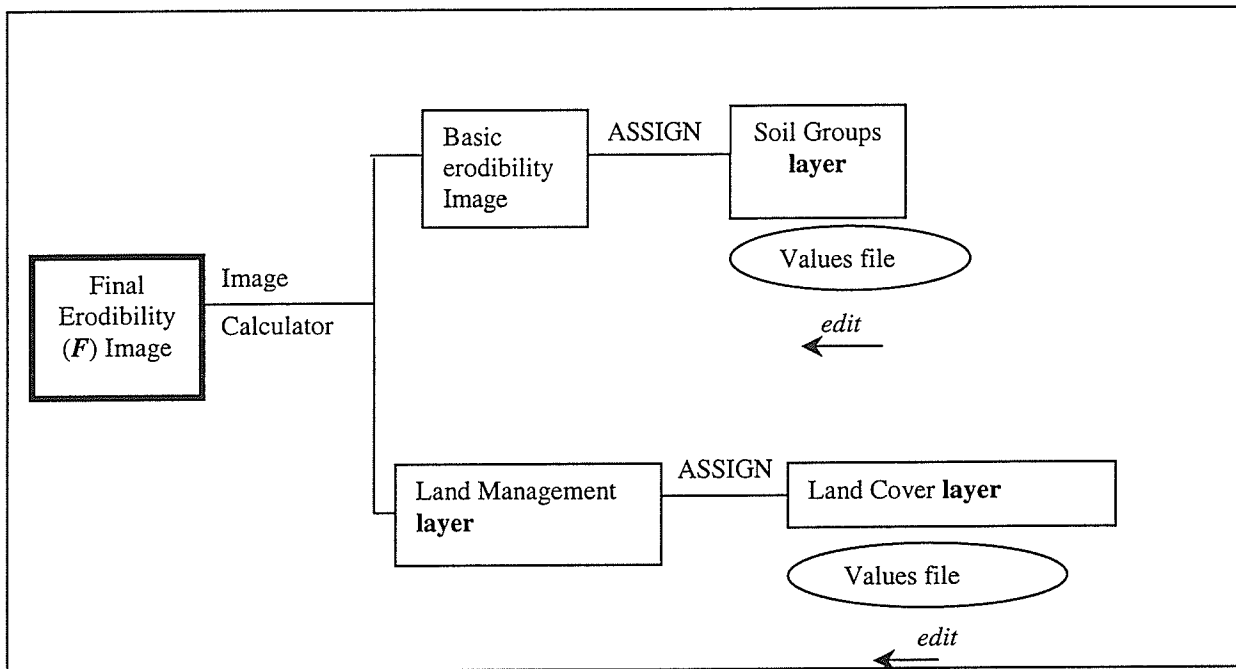 Basic
erodibility
Image
ASSIGN
Soil Groups
layer
Values file
edit
Final
Erodibility
(F) Image
Image
Calculator
Land Management
layer
ASSIGN
Land Cover layer
Values file
edit